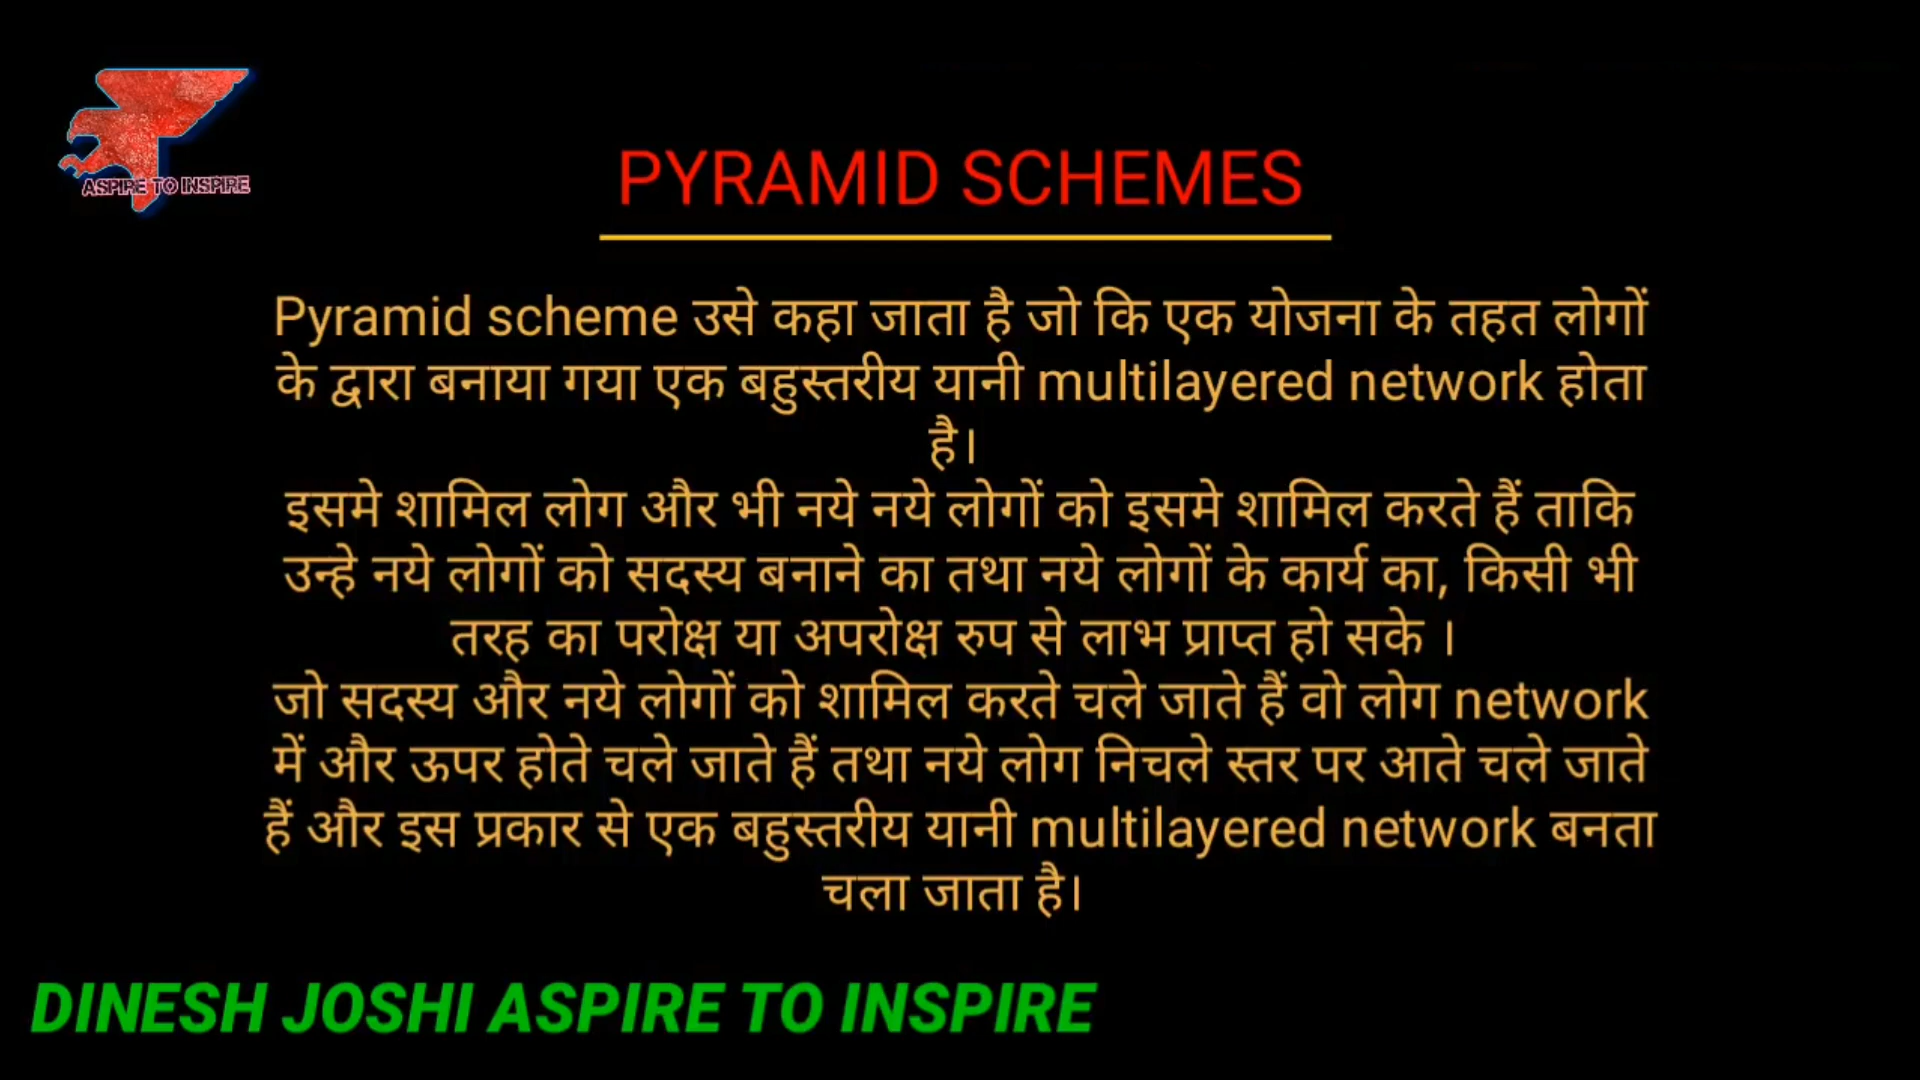 ASPIRE TO INSPIRE
PYRAMID SCHEMES
Pyramid scheme उसे कहा जाता है जो कि एक योजना के तहत लोगों
के द्वारा बनाया गया एक बहुस्तरीय यानी multilayered network होता
है।
इसमे शामिल लोग और भी नये नये लोगों को इसमे शामिल करते हैं ताकि
उन्हे नये लोगों को सदस्य बनाने का तथा नये लोगों के कार्य का, किसी भी
तरह का परोक्ष या अपरोक्ष रुप से लाभ प्राप्त हो सके ।
जो सदस्य और नये लोगों को शामिल करते चले जाते हैं वो लोग network
में और ऊपर होते चले जाते हैं तथा नये लोग निचले स्तर पर आते चले जाते
हैं और इस प्रकार से एक बहुस्तरीय यानी multilayered network बनता
चला जाता है।
DINESH JOSHI ASPIRE TO INSPIRE